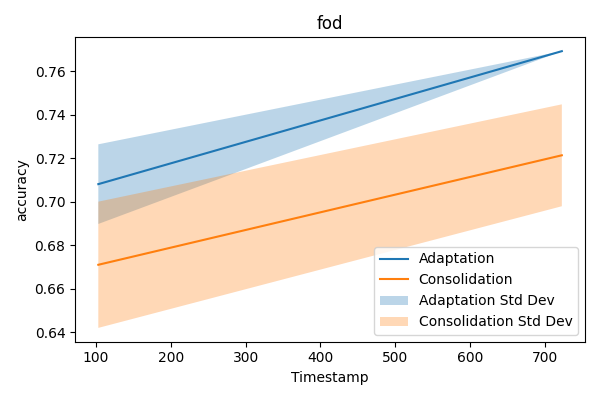 fod
0.76
0.74
0.72
0.70
0.68
0.66
0.64
accuracy
Adaptation
Consolidation
Adaptation Std Dev
Consolidation Std Dev
100 200 300 400 500 600 700
Timestamp